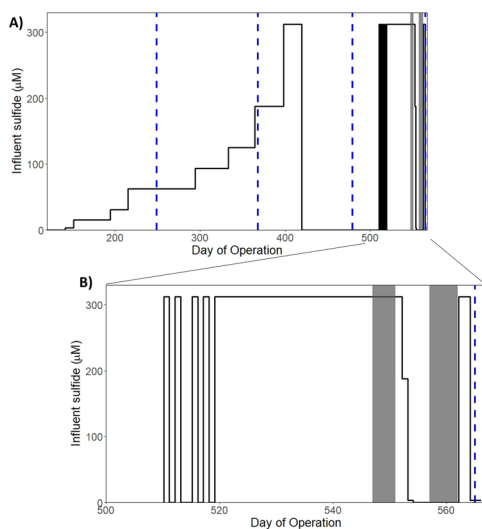 A)
Influent sulfide (µM)
300
200
100
0
200
300
400
500
Day of Operation
B)
Influent sulfide (µM)
300
200
100
0
500
520
540
560
Day of Operation